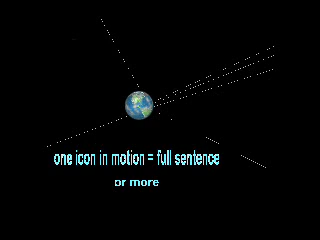 one icon in motion = full sentence
or more